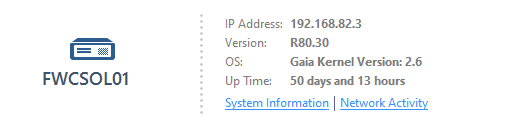 FWCSOL01
IP Address: 192.168.82.3
Version: R80.30
OS: Gaia Kernel Version: 2.6
Up Time: 50 days and 13 hours
System Information | Network Activity